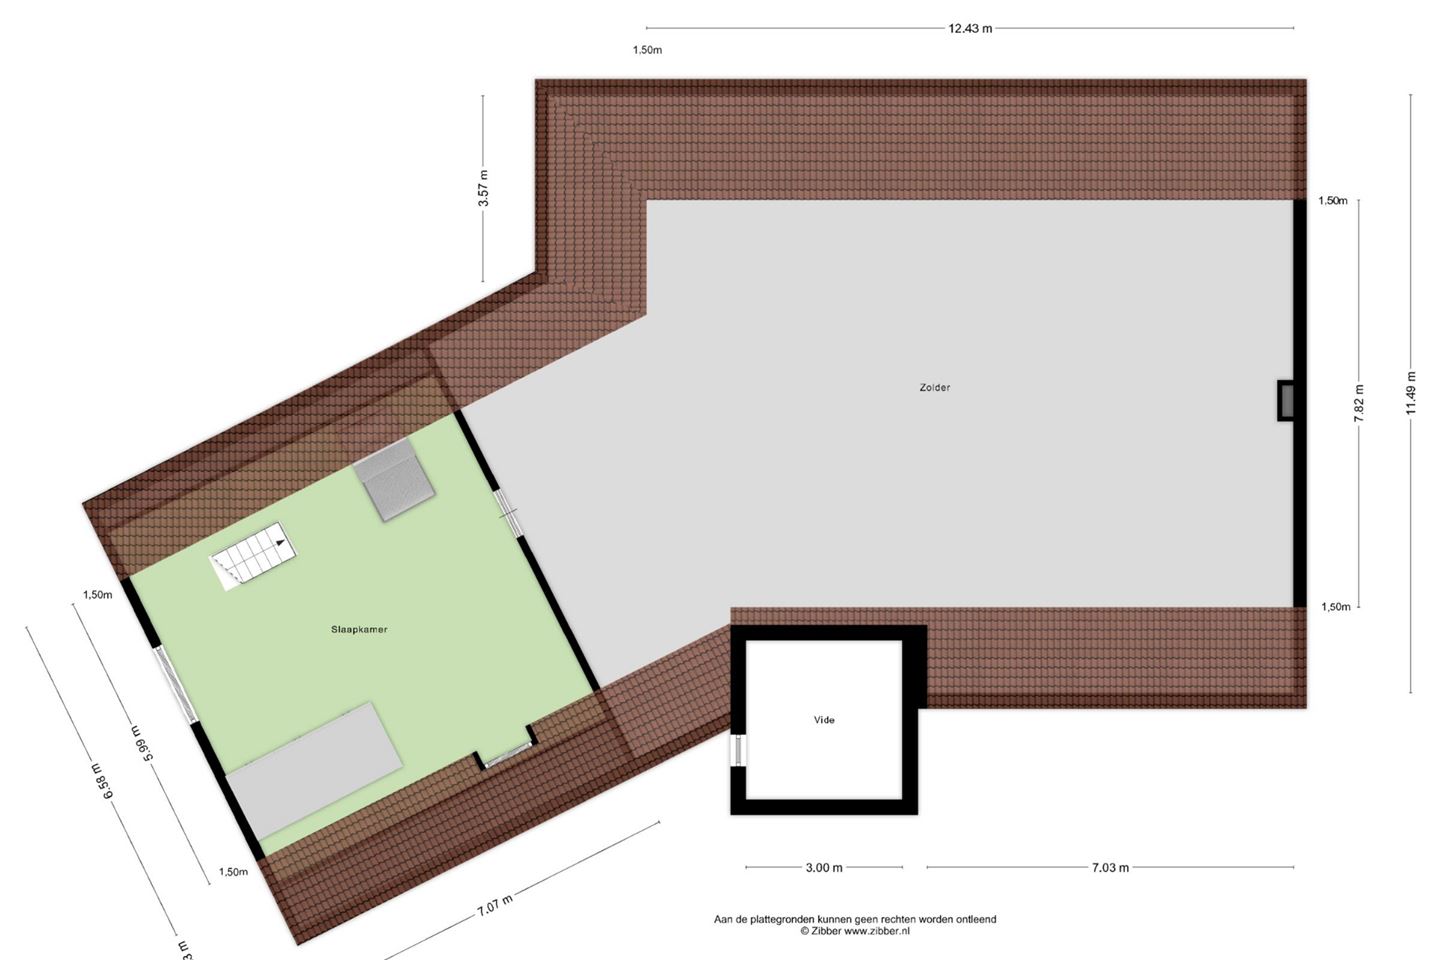 12.43 m
1,50m
3.57 m
1,50m
Zolder
7.82 m
11.49 m
1,50m
1,50m
Slaapkamer
Vide
5.99 m
6.58 m
1,50m
3.00 m
7.03 m
7.07 m
Aan de plattegronden kunnen geen rechten worden ontleend
© Zibber www.zibber.nl
3 m